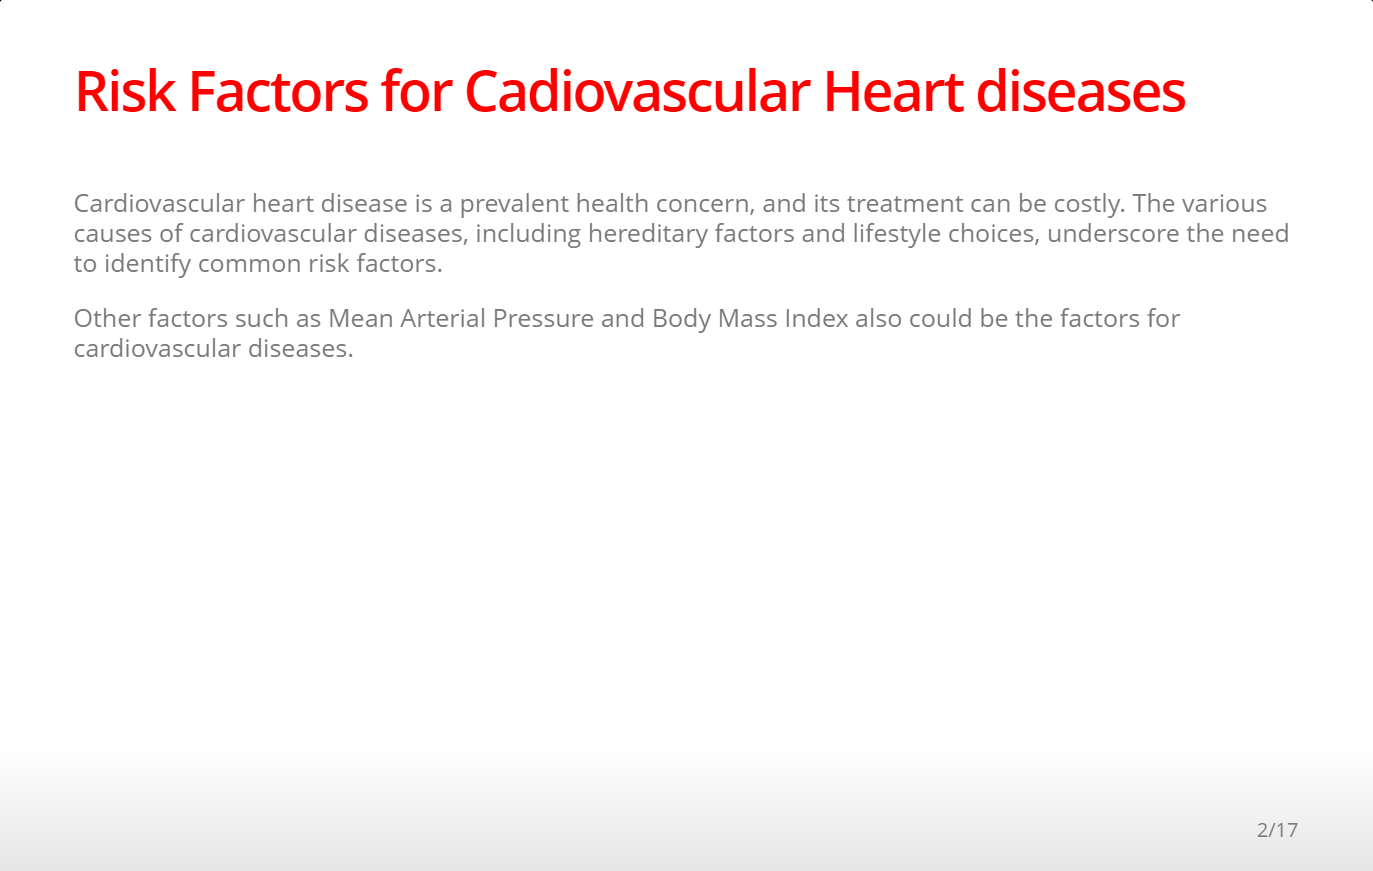 Risk Factors for Cadiovascular Heart diseases
Cardiovascular heart disease is a prevalent health concern, and its treatment can be costly. The various
causes of cardiovascular diseases, including hereditary factors and lifestyle choices, underscore the need
to identify common risk factors.
Other factors such as Mean Arterial Pressure and Body Mass Index also could be the factors for
cardiovascular diseases.
2/17